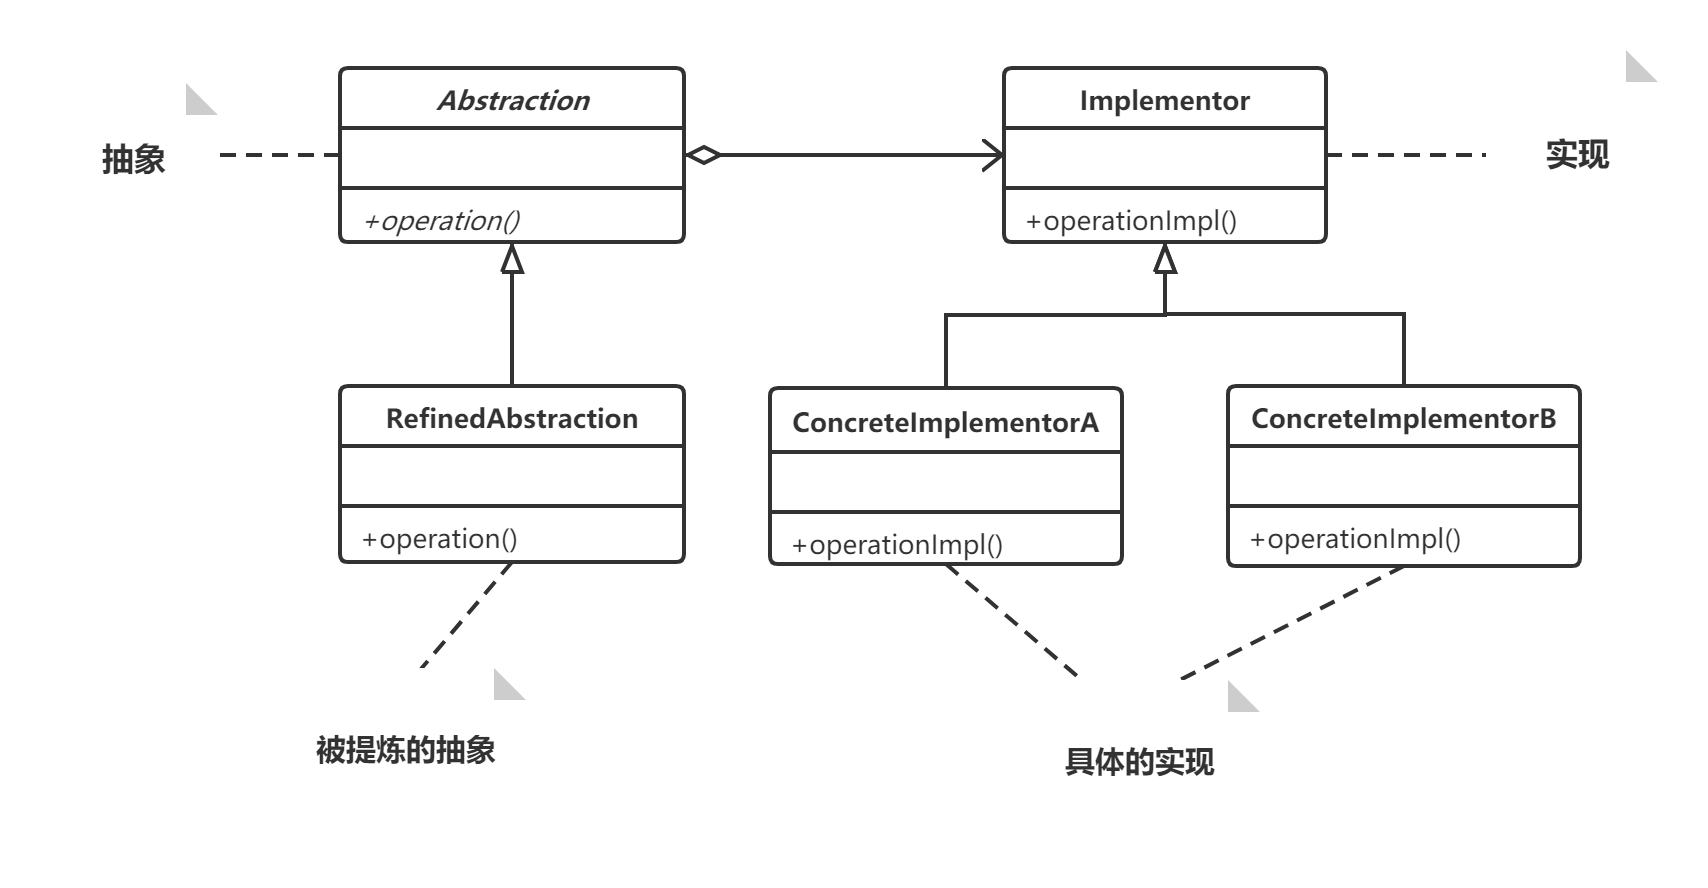 Abstraction
Implementor
抽象
实现
+operation()
+operationImpl()
RefinedAbstraction
ConcreteImplementorA
ConcreteImplementorB
+operation()
+operationImpl()
+operationImpl()
被提炼的抽象
具体的实现